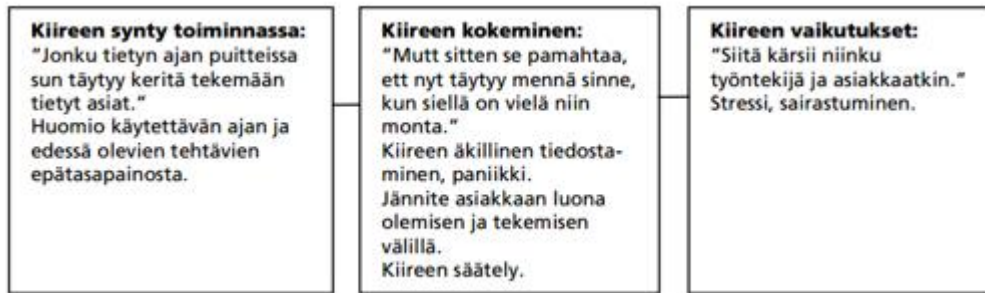 Kiireen synty toiminnassa:
”Jonku tietyn ajan puitteissa
sun täytyy keritä tekemään
tietyt asiat.”
Huomio käytettävän ajan ja
edessä olevien tehtävien
epätasapainosta.
Kiireen kokeminen:
”Mutt sitten se pamahtaa,
ett nyt täytyy mennä sinne,
kun siellä on vielä niin
monta.”
Kiireen äkillinen tiedosta-
minen, paniikki.
Jännite asiakkaan luona
olemisen ja tekemisen
välillä.
Kiireen säätely.
Kiireen vaikutukset:
”Siitä kärsii niinku
työntekijä ja asiakkaatkin.”
Stressi, sairastuminen.